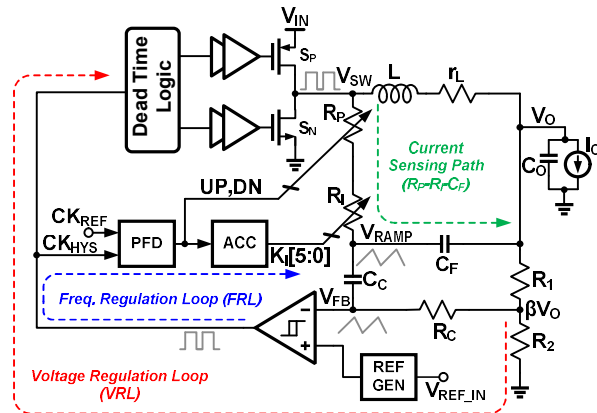 V_IN
Dead Time
Logic
S_P
S_N
V_SW
L
r_L
V_O
R_P
I_O
C_O
Current
Sensing Path
(R_P-R_I-C_F)
UP,DN
R_I
CK_REF
CK_HYS
PFD
ACC
K_I[5:0]
V_RAMP
C_F
C_C
R_1
Freq. Regulation Loop (FRL)
V_FB
R_C
βV_O
R_2
Voltage Regulation Loop
(VRL)
REF
GEN
V_REF_IN